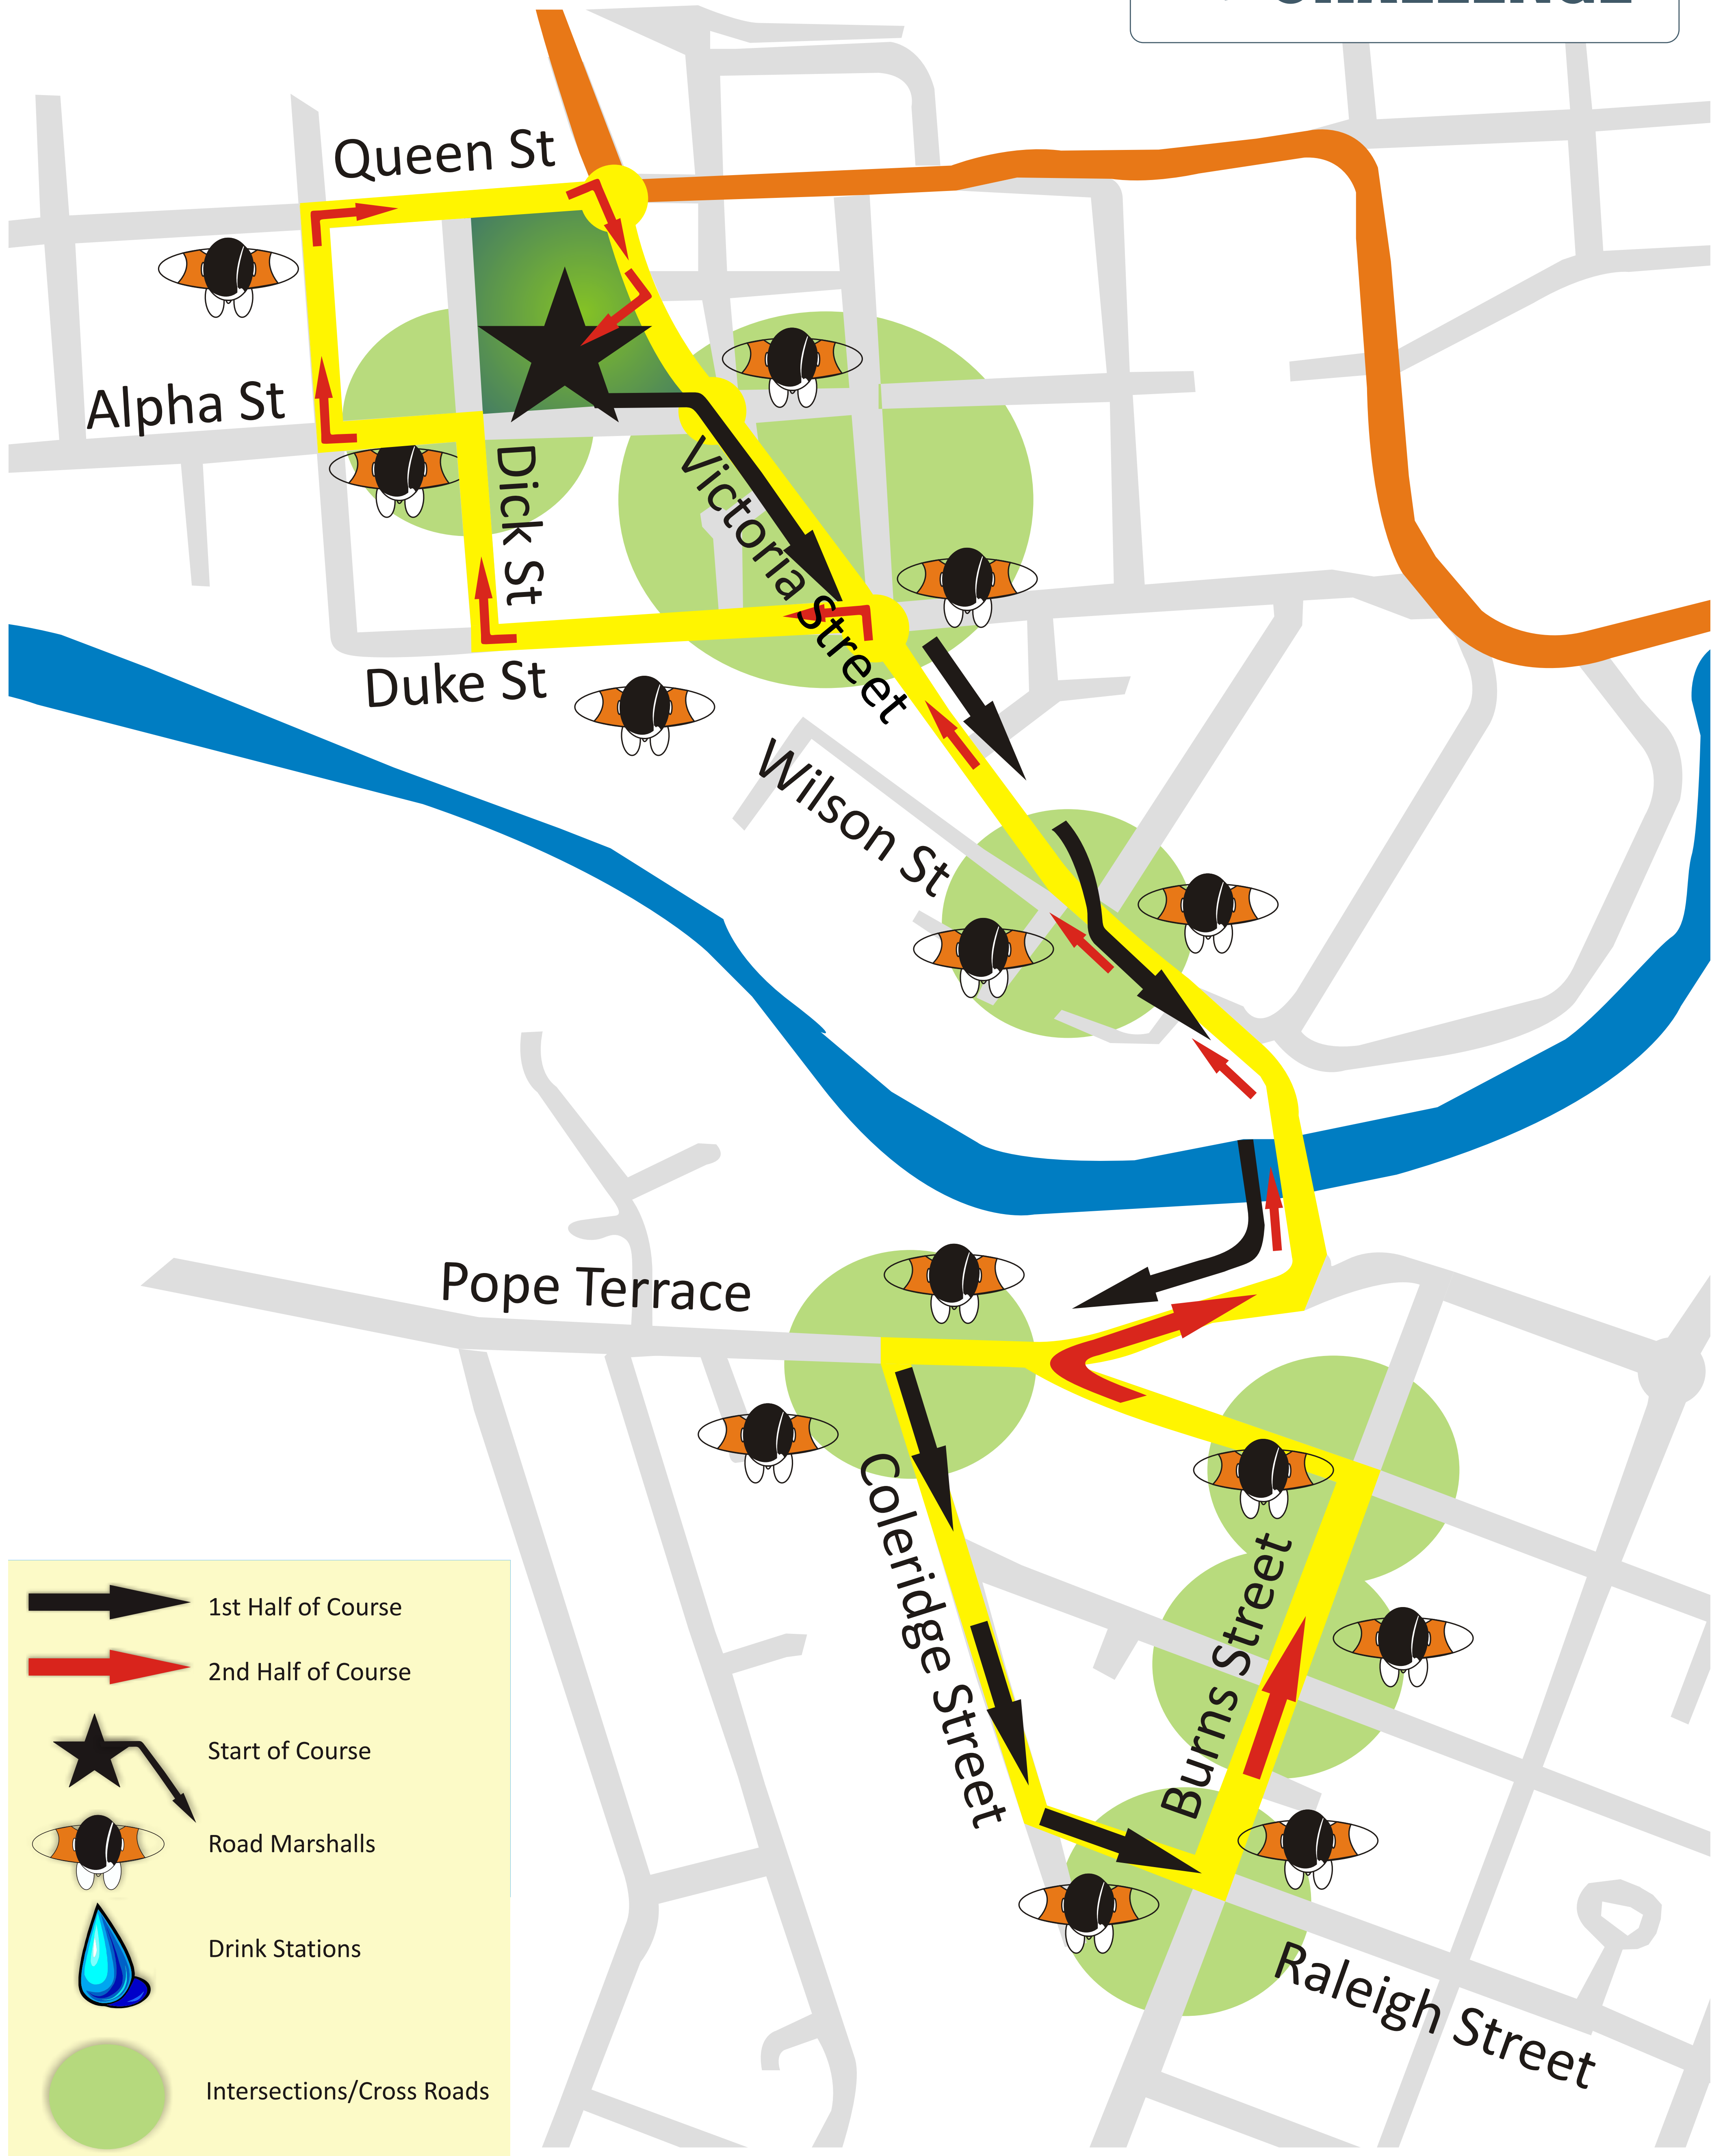 Queen St
Alpha St
Dick St
Victoria Street
Duke St
Wilson St
Pope Terrace
Coleridge Street
Burns Street
Raleigh Street
1st Half of Course
2nd Half of Course
Start of Course
Road Marshalls
Drink Stations
Intersections/Cross Roads